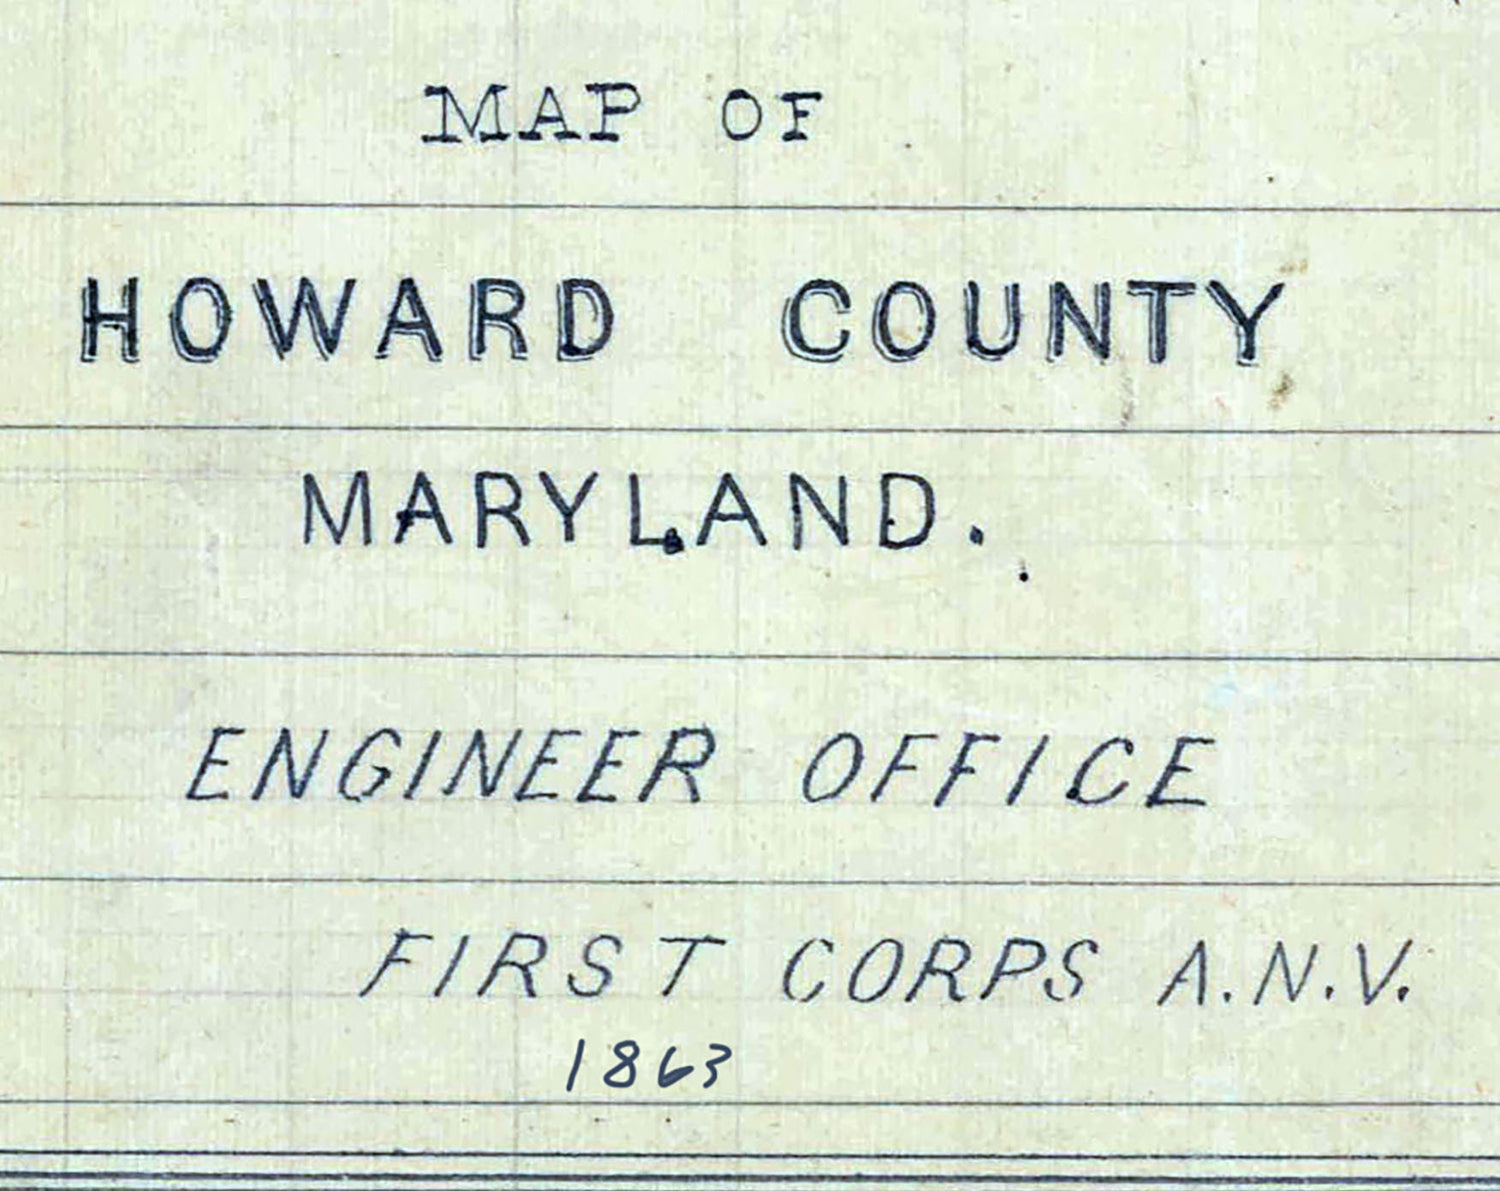 MAP OF
HOWARD COUNTY
MARYLAND.
ENGINEER OFFICE
FIRST CORPS A.N.V.
1863